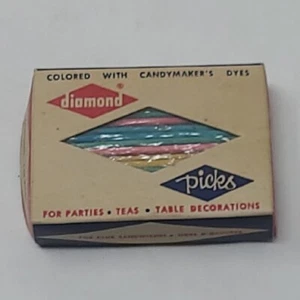 COLORED WITH CANDYMAKER'S DYES
diamond®
picks
FOR PARTIES • TEAS • TABLE DECORATIONS